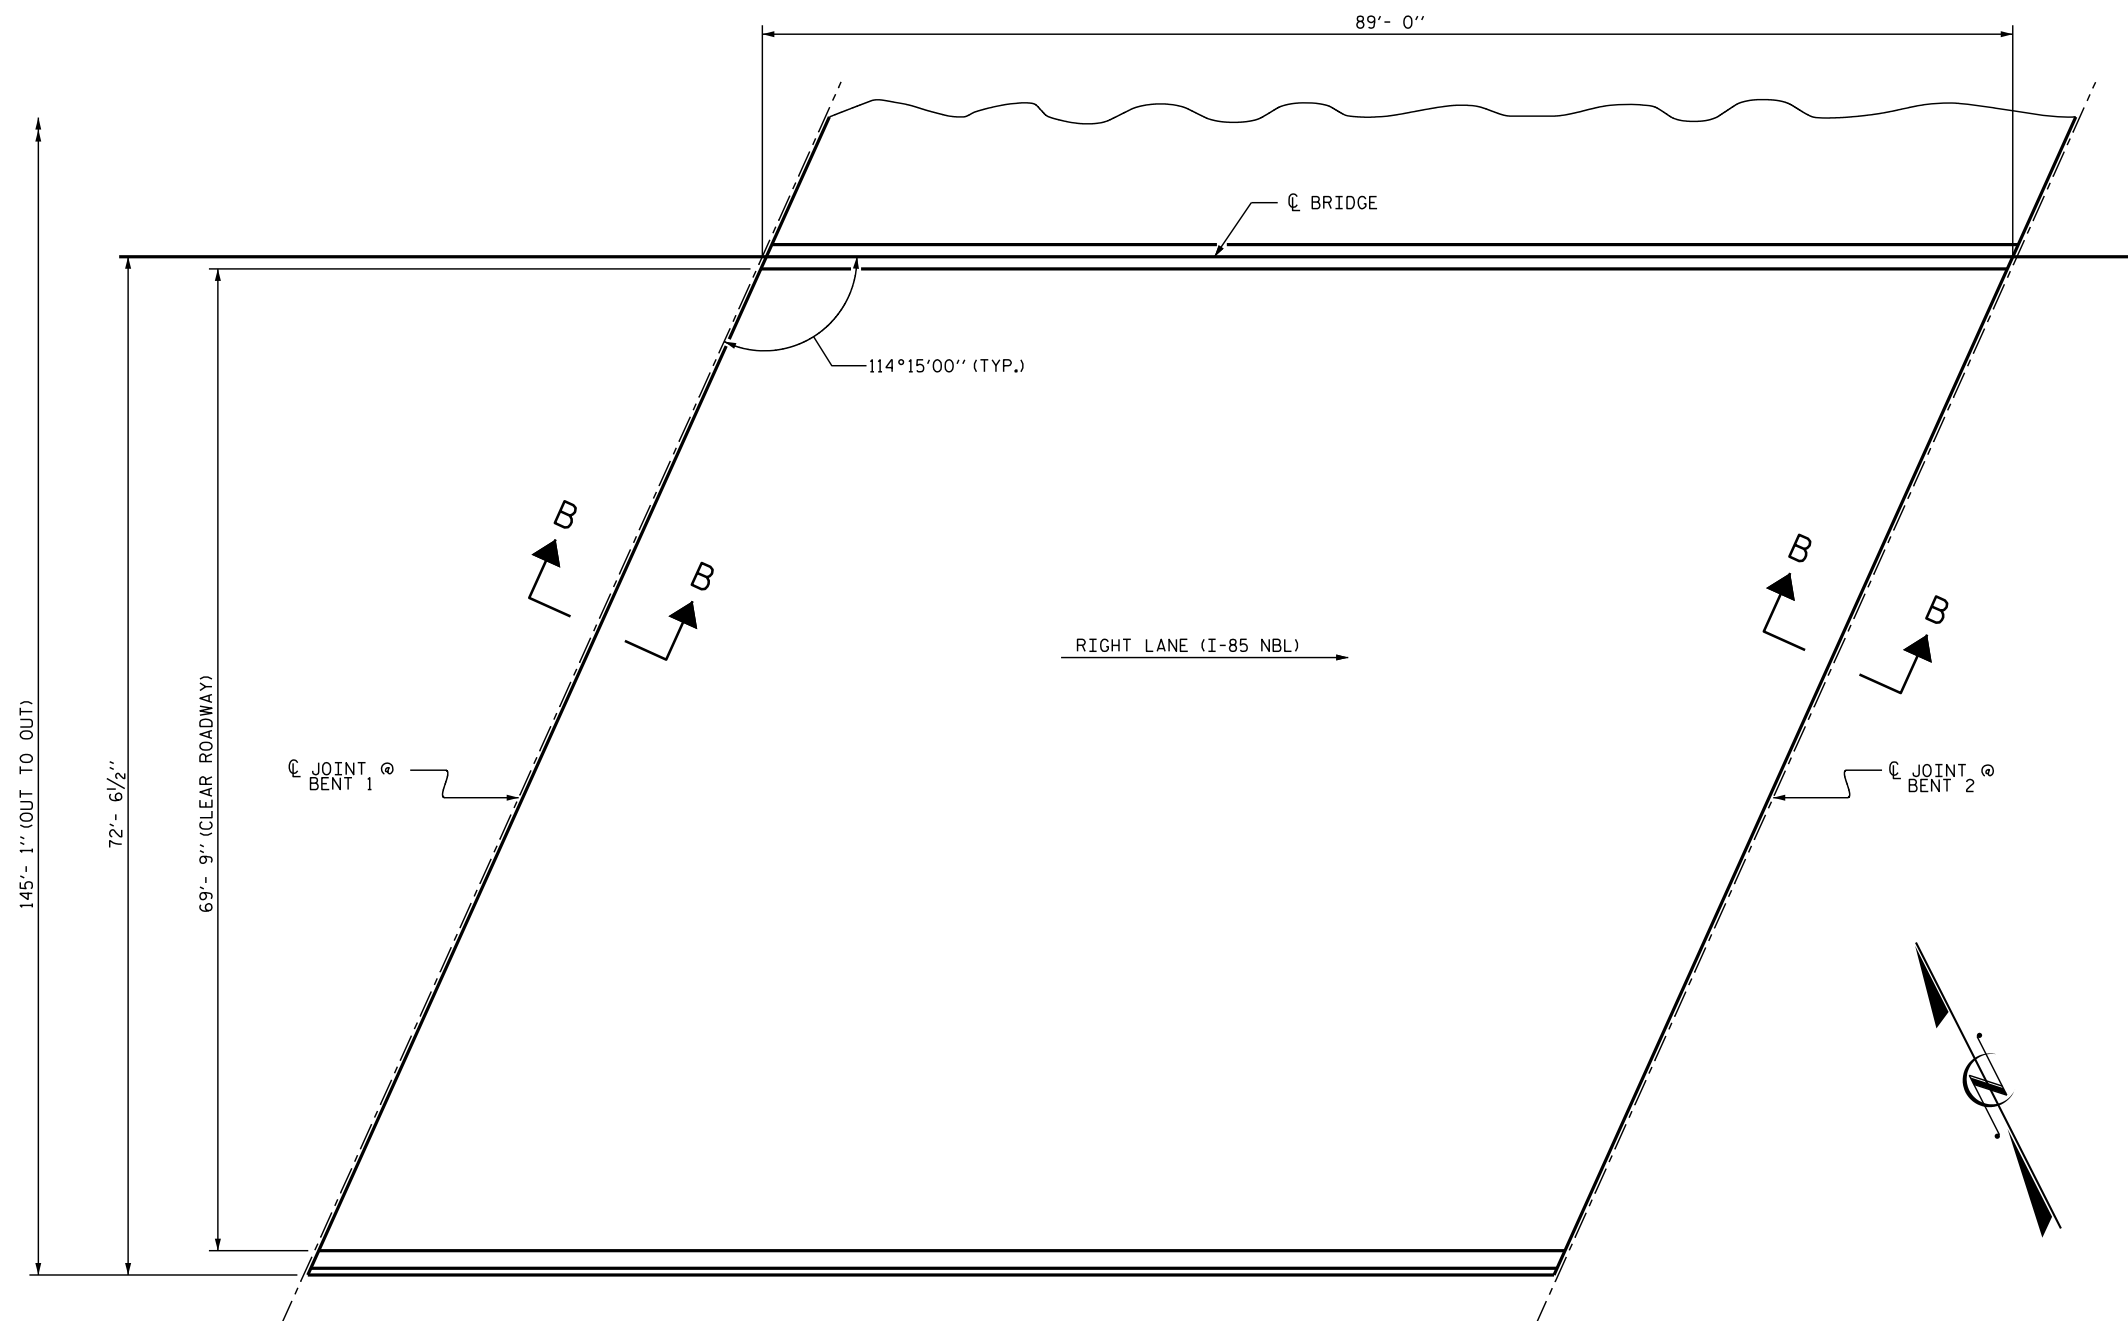 89'- 0''
℄ BRIDGE
114°15'00'' (TYP.)
B
B
B
B
RIGHT LANE (I-85 NBL)
145'- 1'' (OUT TO OUT)
72'- 6½''
69'- 9'' (CLEAR ROADWAY)
℄ JOINT @
BENT 1
℄ JOINT @
BENT 2
N